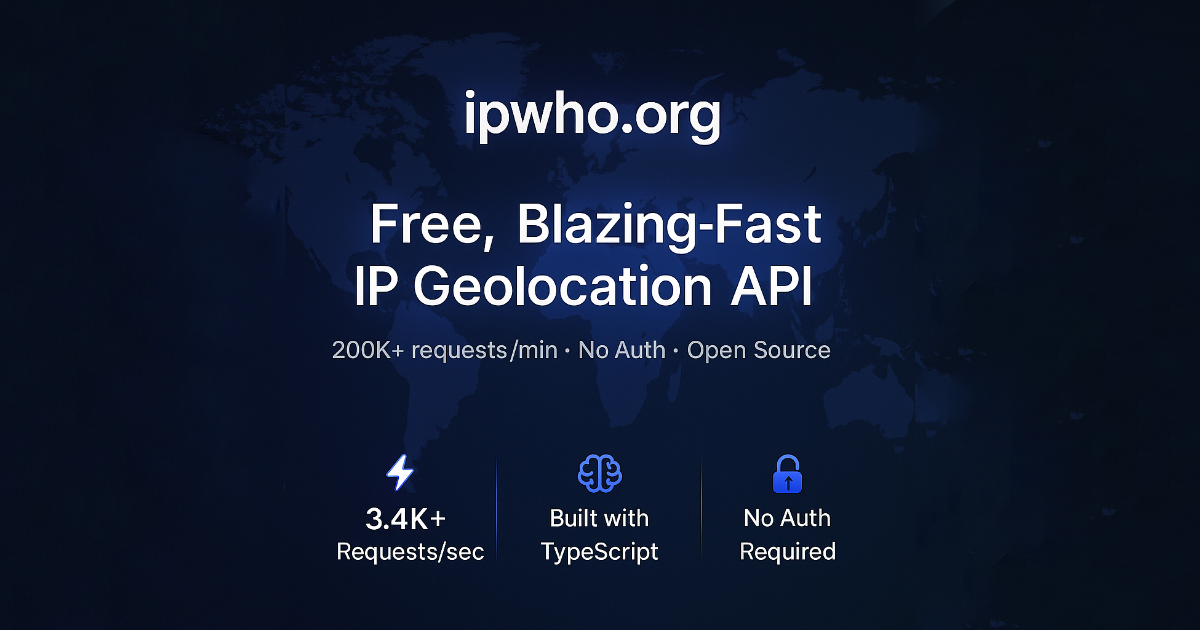 ipwho.org
Free, Blazing-Fast
IP Geolocation API
200K+ requests/min · No Auth · Open Source
3.4K+
Requests/sec
Built with
TypeScript
No Auth
Required